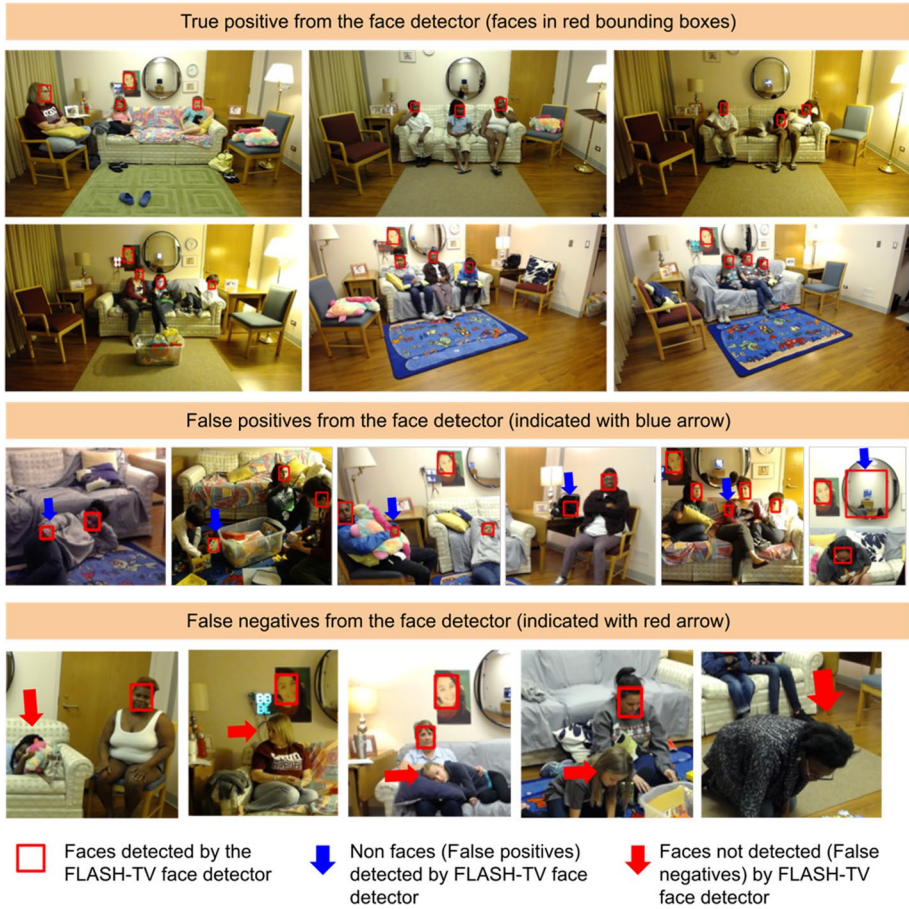 True positive from the face detector (faces in red bounding boxes)
False positives from the face detector (indicated with blue arrow)
False negatives from the face detector (indicated with red arrow)
Faces detected by the
FLASH-TV face detector
Non faces (False positives)
detected by FLASH-TV face
detector
Faces not detected (False
negatives) by FLASH-TV
face detector